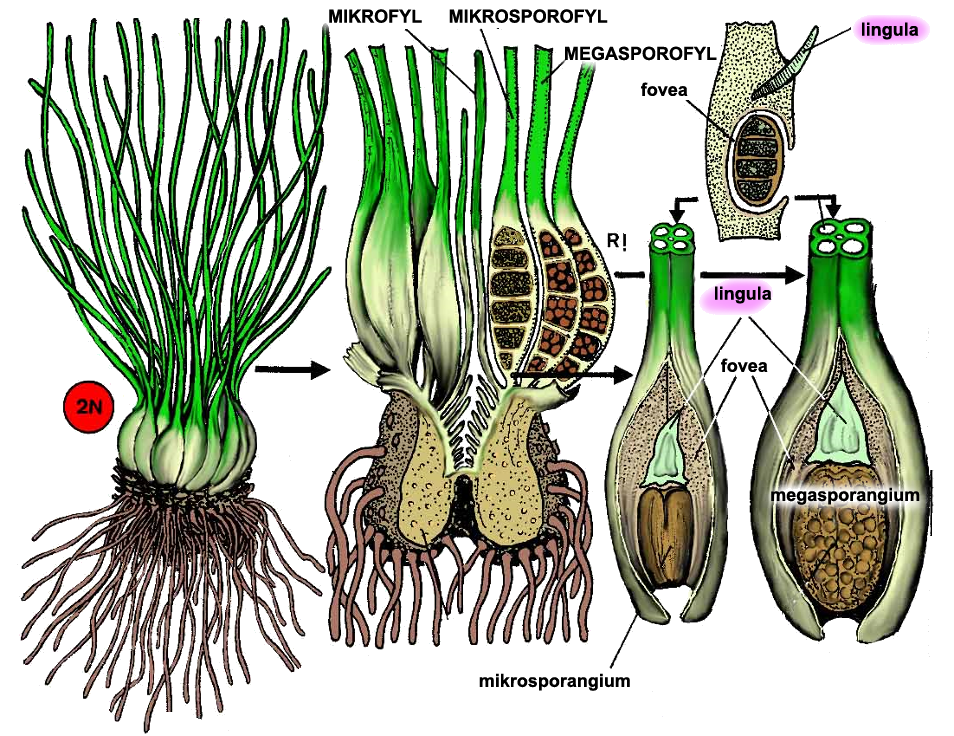 MIKROFYL
MIKROSPOROFYL
MEGASPOROFYL
lingula
fovea
R!
lingula
fovea
2N
megasporangium
mikrosporangium